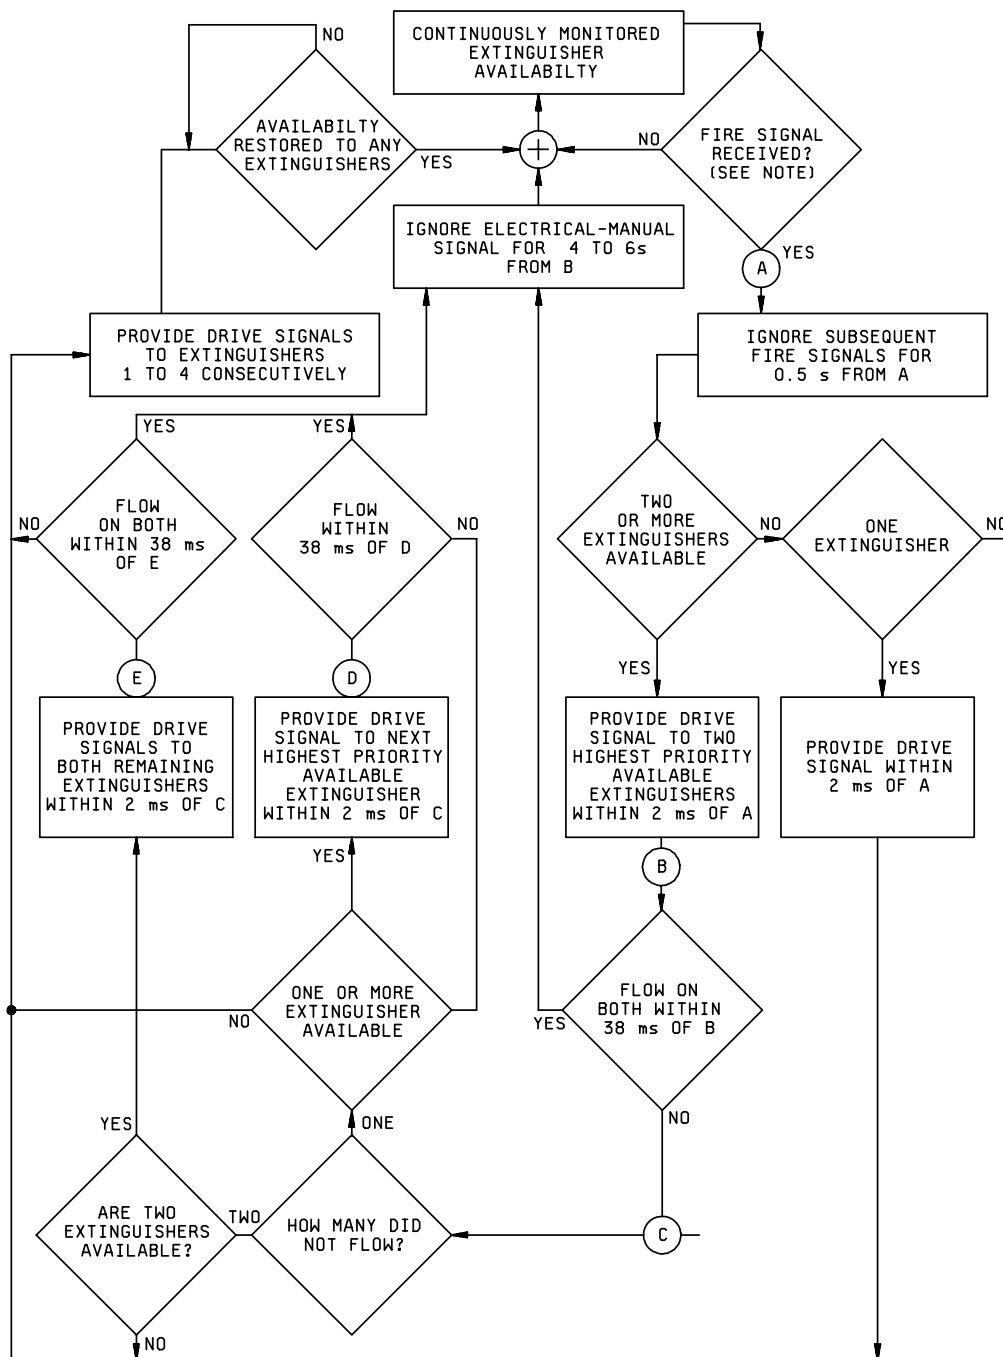 NO
CONTINUOUSLY MONITORED
EXTINGUISHER
AVAILABILTY
AVAILABILTY
RESTORED TO ANY
EXTINGUISHERS
YES
+
NO
FIRE SIGNAL
RECEIVED?
(SEE NOTE)
YES
A
IGNORE ELECTRICAL-MANUAL
SIGNAL FOR 4 TO 6s
FROM B
PROVIDE DRIVE SIGNALS
TO EXTINGUISHERS
1 TO 4 CONSECUTIVELY
IGNORE SUBSEQUENT
FIRE SIGNALS FOR
0.5 s FROM A
YES
YES
FLOW
ON BOTH
WITHIN 38 ms
OF E
NO
FLOW
WITHIN
38 ms OF D
NO
TWO
OR MORE
EXTINGUISHERS
AVAILABLE
NO
ONE
EXTINGUISHER
NO
YES
YES
E
D
PROVIDE DRIVE
SIGNALS TO
BOTH REMAINING
EXTINGUISHERS
WITHIN 2 ms OF C
PROVIDE DRIVE
SIGNAL TO NEXT
HIGHEST PRIORITY
AVAILABLE
EXTINGUISHER
WITHIN 2 ms OF C
PROVIDE DRIVE
SIGNAL TO TWO
HIGHEST PRIORITY
AVAILABLE
EXTINGUISHERS
WITHIN 2 ms OF A
PROVIDE DRIVE
SIGNAL WITHIN
2 ms OF A
YES
B
ONE OR MORE
EXTINGUISHER
AVAILABLE
NO
FLOW ON
BOTH WITHIN
38 ms OF B
YES
NO
YES
ONE
ARE TWO
EXTINGUISHERS
AVAILABLE?
TWO
HOW MANY DID
NOT FLOW?
C
NO